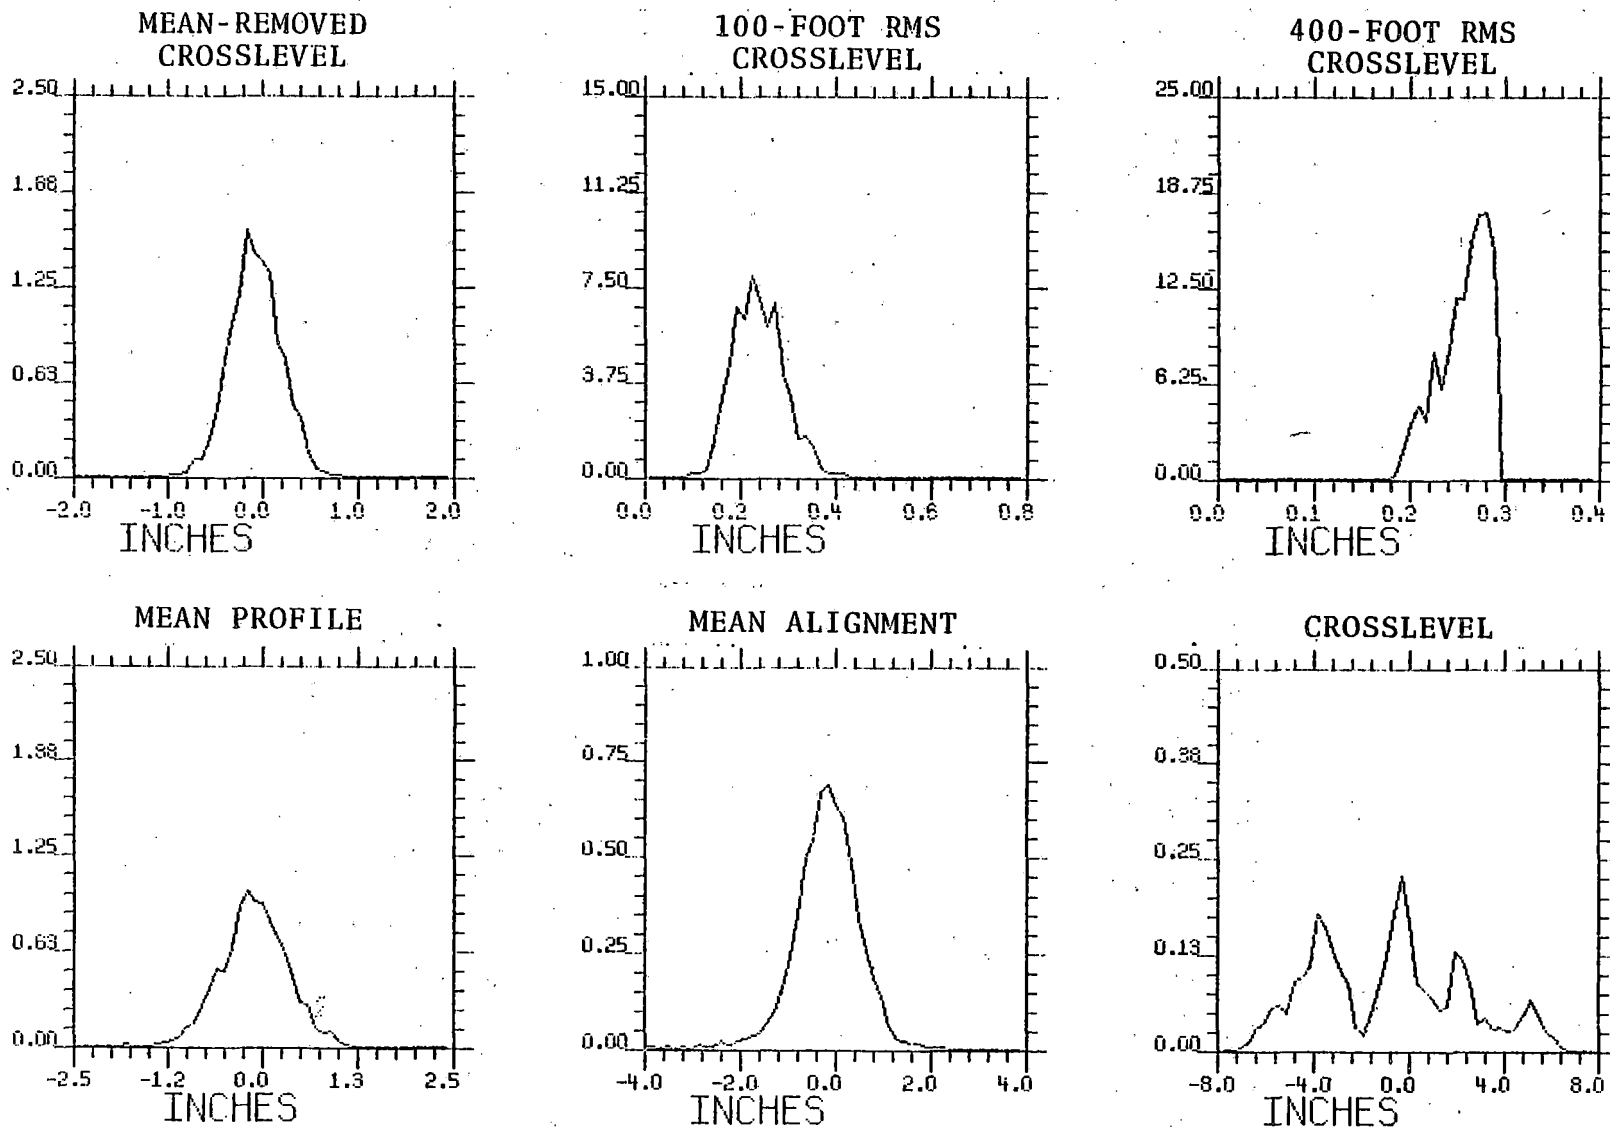 MEAN-REMOVED
CROSSLEVEL
2.50
1.88
1.25
0.63
0.00
-2.0 -1.0 0.0 1.0 2.0
INCHES
100-FOOT RMS
CROSSLEVEL
15.00
11.25
7.50
3.75
0.00
0.0 0.2 0.4 0.6 0.8
INCHES
400-FOOT RMS
CROSSLEVEL
25.00
18.75
12.50
6.25
0.00
0.0 0.1 0.2 0.3 0.4
INCHES
MEAN PROFILE
2.50
1.88
1.25
0.63
0.00
-2.5 -1.2 0.0 1.3 2.5
INCHES
MEAN ALIGNMENT
1.00
0.75
0.50
0.25
0.00
-4.0 -2.0 0.0 2.0 4.0
INCHES
CROSSLEVEL
0.50
0.38
0.25
0.13
0.00
-8.0 -4.0 0.0 4.0 8.0
INCHES